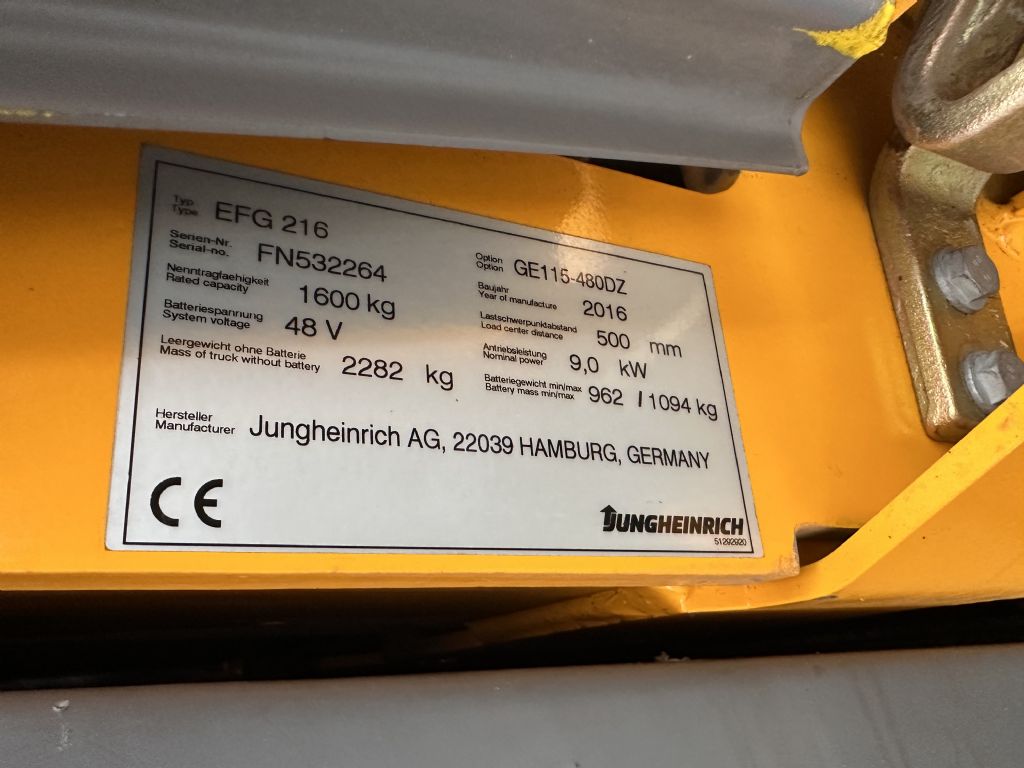 Typ
Type EFG 216
Serien-Nr.
Serial-no. FN532264
Option
Option GE115-480DZ
Nenntragfaehigkeit
Rated capacity 1600 kg
Baujahr
Year of manufacture 2016
Batteriespannung
System voltage 48 V
Lastschwerpunktabstand
Load center distance 500 mm
Leergewicht ohne Batterie
Mass of truck without battery 2282 kg
Antriebsleistung
Nominal power 9,0 kW
Batteriegewicht min/max
Battery mass min/max 962 / 1094 kg
Hersteller
Manufacturer Jungheinrich AG, 22039 HAMBURG, GERMANY
CE
JUNGHEINRICH
51292920